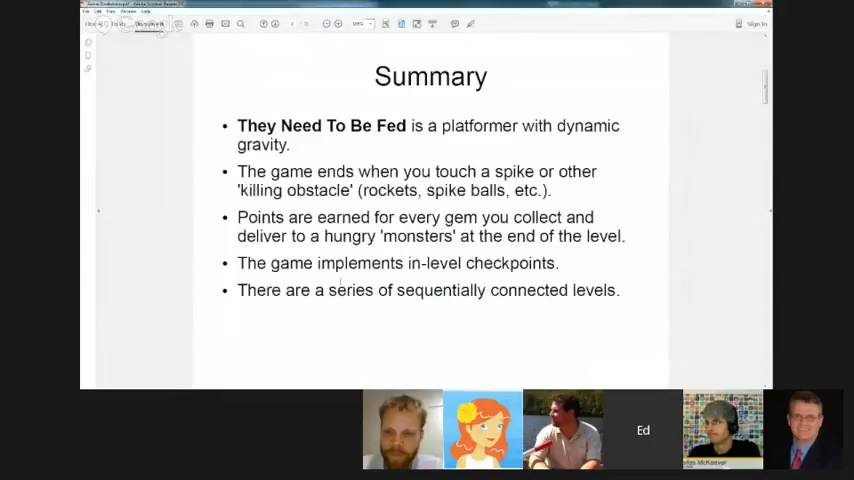 Sign In
Summary
• They Need To Be Fed is a platformer with dynamic
gravity.
• The game ends when you touch a spike or other
'killing obstacle' (rockets, spike balls, etc.).
• Points are earned for every gem you collect and
deliver to a hungry 'monsters' at the end of the level.
• The game implements in-level checkpoints.
• There are a series of sequentially connected levels.
Ed
McKeever